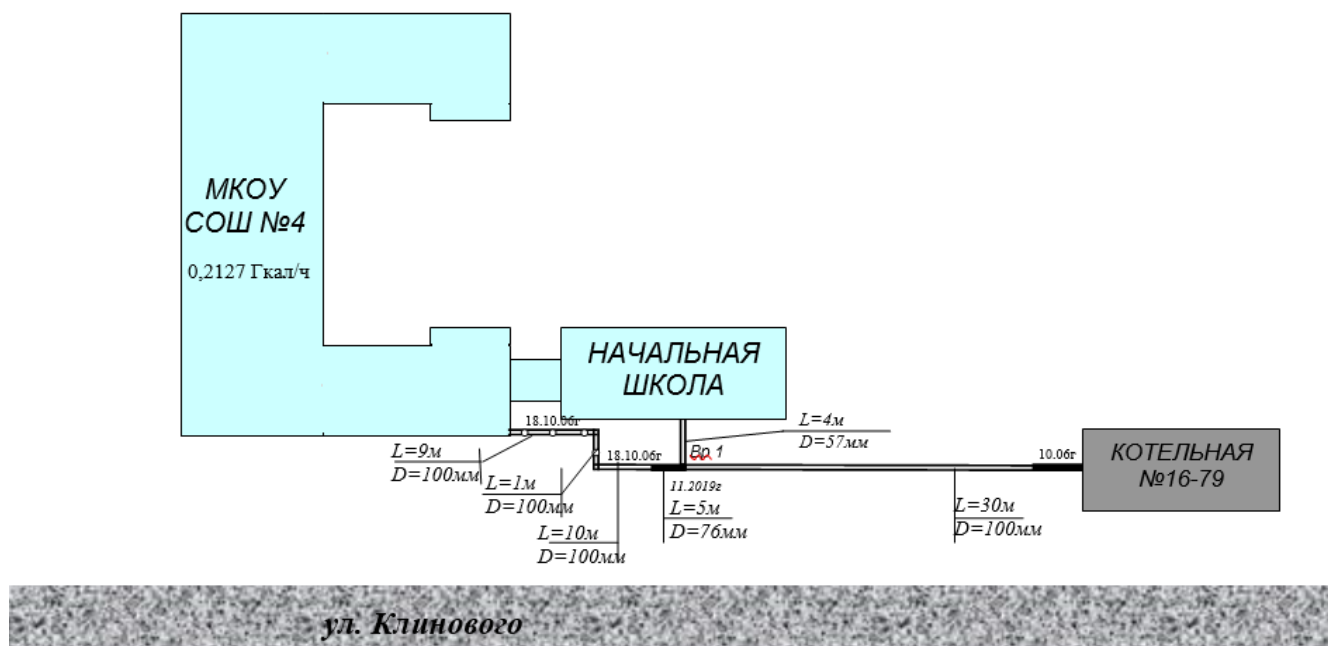 МКОУ
СОШ №4
0,2127 Гкал/ч
НАЧАЛЬНАЯ
ШКОЛА
18.10.06г
L=4м
D=57мм
L=9м
D=100мм
18.10.06г
Вр.1
10.06г
КОТЕЛЬНАЯ
№16-79
L=1м
D=100мм
11.2019г
L=5м
D=76мм
L=30м
D=100мм
L=10м
D=100мм
ул. Клинового